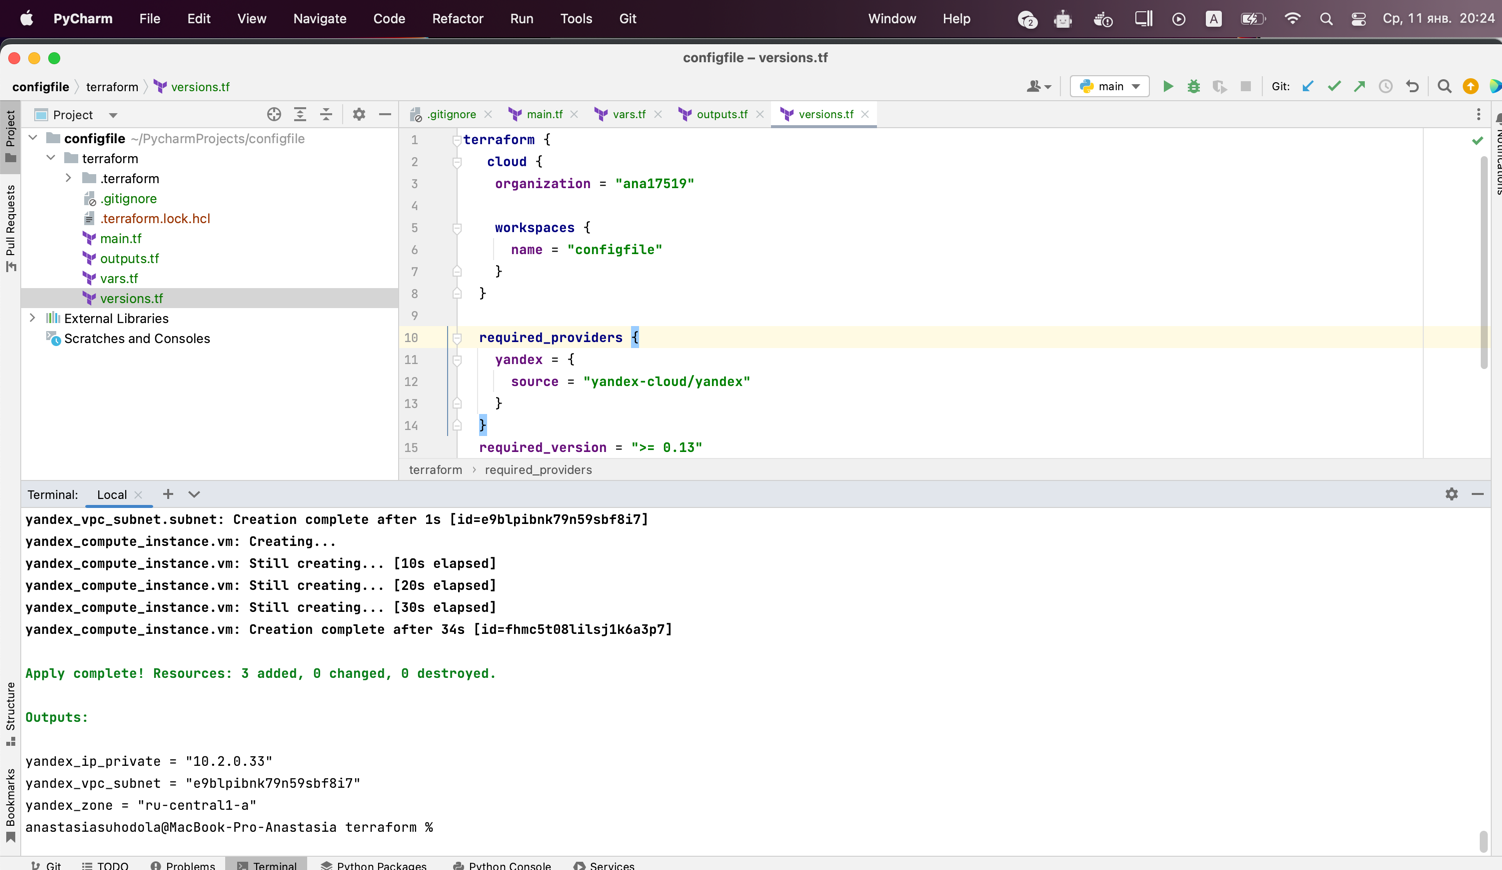 PyCharm File Edit View Navigate Code Refactor Run Tools Git Window Help 2 A Ср, 11 янв. 20:24
configfile – versions.tf
configfile terraform versions.tf main Git:
Project
.gitignore main.tf vars.tf outputs.tf versions.tf
configfile ~/PycharmProjects/configfile
terraform
.terraform
.gitignore
.terraform.lock.hcl
main.tf
outputs.tf
vars.tf
versions.tf
External Libraries
Scratches and Consoles
Project
Pull Requests
Structure
Bookmarks
Notifications
1 terraform {
2 cloud {
3 organization = "ana17519"
4
5 workspaces {
6 name = "configfile"
7 }
8 }
9
10 required_providers {
11 yandex = {
12 source = "yandex-cloud/yandex"
13 }
14 }
15 required_version = ">= 0.13"
terraform › required_providers
Terminal: Local
yandex_vpc_subnet.subnet: Creation complete after 1s [id=e9blpibnk79n59sbf8i7]
yandex_compute_instance.vm: Creating...
yandex_compute_instance.vm: Still creating... [10s elapsed]
yandex_compute_instance.vm: Still creating... [20s elapsed]
yandex_compute_instance.vm: Still creating... [30s elapsed]
yandex_compute_instance.vm: Creation complete after 34s [id=fhmc5t08lilsj1k6a3p7]
Apply complete! Resources: 3 added, 0 changed, 0 destroyed.
Outputs:
yandex_ip_private = "10.2.0.33"
yandex_vpc_subnet = "e9blpibnk79n59sbf8i7"
yandex_zone = "ru-central1-a"
anastasiasuhodola@MacBook-Pro-Anastasia terraform %
Git TODO Problems Terminal Python Packages Python Console Services